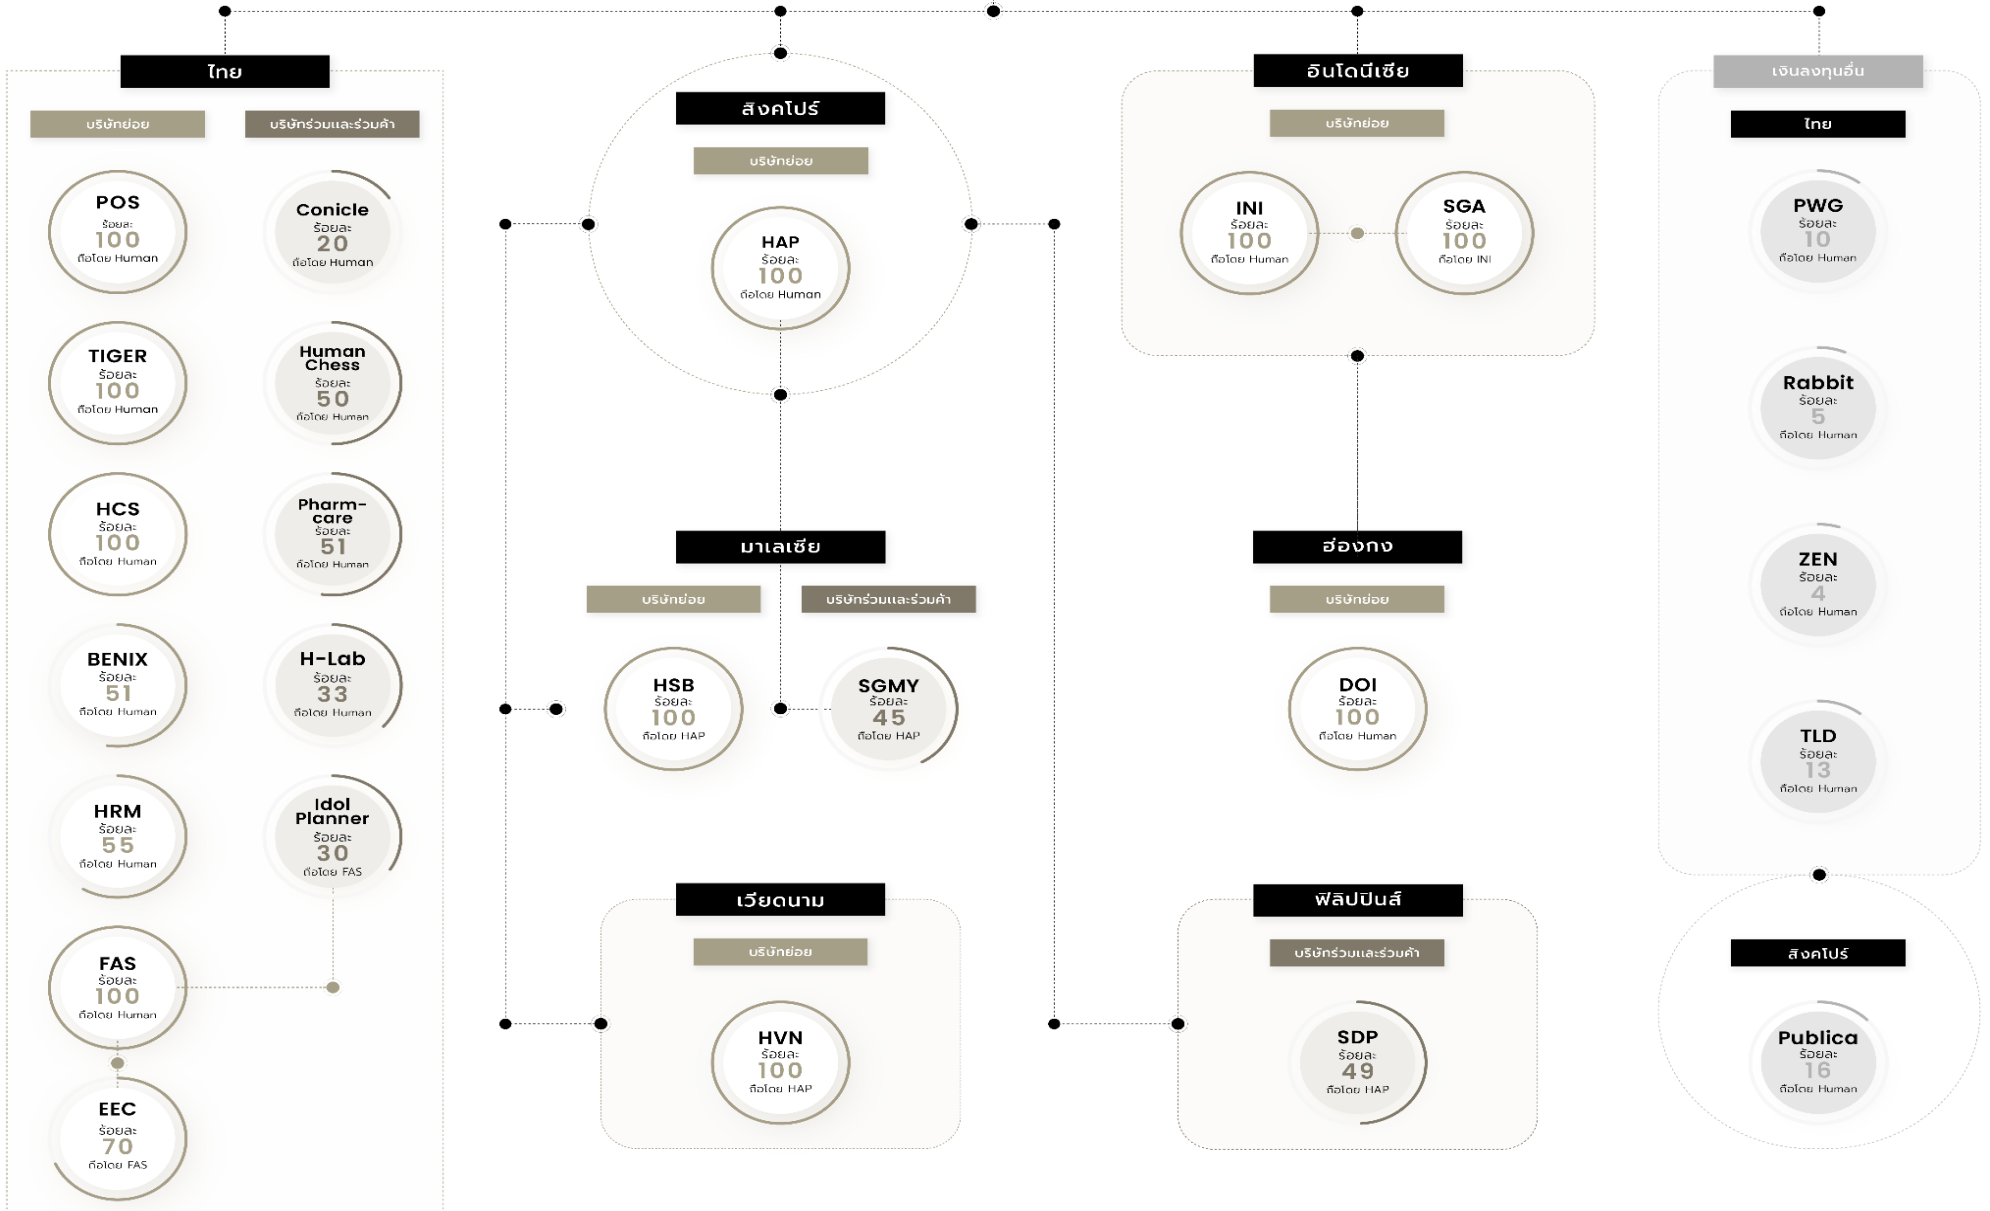 ไทย
บริษัทย่อย
บริษัทร่วมและร่วมค้า
POS
ร้อยละ
100
ถือโดย Human
Conicle
ร้อยละ
20
ถือโดย Human
TIGER
ร้อยละ
100
ถือโดย Human
Human
Chess
ร้อยละ
50
ถือโดย Human
HCS
ร้อยละ
100
ถือโดย Human
Pharm-
care
ร้อยละ
51
ถือโดย Human
BENIX
ร้อยละ
51
ถือโดย Human
H-Lab
ร้อยละ
33
ถือโดย Human
HRM
ร้อยละ
55
ถือโดย Human
Idol
Planner
ร้อยละ
30
ถือโดย FAS
FAS
ร้อยละ
100
ถือโดย Human
EEC
ร้อยละ
70
ถือโดย FAS
สิงคโปร์
บริษัทย่อย
HAP
ร้อยละ
100
ถือโดย Human
มาเลเซีย
บริษัทย่อย
บริษัทร่วมและร่วมค้า
HSB
ร้อยละ
100
ถือโดย HAP
SGMY
ร้อยละ
45
ถือโดย HAP
เวียดนาม
บริษัทย่อย
HVN
ร้อยละ
100
ถือโดย HAP
อินโดนีเซีย
บริษัทย่อย
INI
ร้อยละ
100
ถือโดย Human
SGA
ร้อยละ
100
ถือโดย INI
ฮ่องกง
บริษัทย่อย
DOI
ร้อยละ
100
ถือโดย Human
ฟิลิปปินส์
บริษัทร่วมและร่วมค้า
SDP
ร้อยละ
49
ถือโดย HAP
เงินลงทุนอื่น
ไทย
PWG
ร้อยละ
10
ถือโดย Human
Rabbit
ร้อยละ
5
ถือโดย Human
ZEN
ร้อยละ
4
ถือโดย Human
TLD
ร้อยละ
13
ถือโดย Human
สิงคโปร์
Publica
ร้อยละ
16
ถือโดย Human